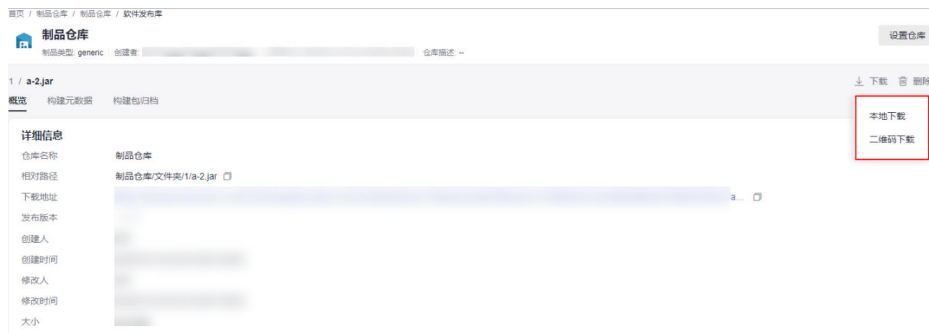 首页 / 制品仓库 / 制品仓库 / 软件发布库
制品仓库
设置仓库
制品类型: generic 创建者:
仓库描述: --
1 / a-2.jar
下载 删除
概览 构建元数据 构建包归档
本地下载
二维码下载
详细信息
仓库名称 制品仓库
相对路径 制品仓库/文件夹/1/a-2.jar
下载地址 a...
发布版本
创建人
创建时间
修改人
修改时间
大小